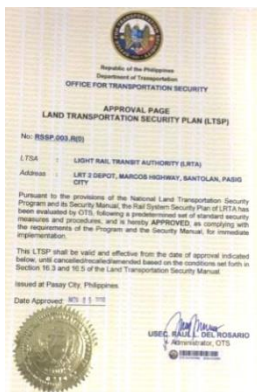 Republic of the Philippines
Department of Transportation
OFFICE FOR TRANSPORTATION SECURITY
APPROVAL PAGE
LAND TRANSPORTATION SECURITY PLAN (LTSP)
No: RSSP.003.R(5)
LTSA : LIGHT RAIL TRANSIT AUTHORITY (LRTA)
Address : LRT 2 DEPOT, MARCOS HIGHWAY, SANTOLAN, PASIG
CITY
Pursuant to the provisions of the National Land Transportation Security
Program and its Security Manual, the Rail System Security Plan of LRTA has
been evaluated by OTS, following a predetermined set of standard security
measures and procedures, and is hereby APPROVED, as complying with
the requirements of the Program and the Security Manual, for immediate
implementation.
This LTSP shall be valid and effective from the date of approval indicated
below, until cancelled/recalled/amended based on the conditions set forth in
Section 16.3 and 16.5 of the Land Transportation Security Manual.
Issued at Pasay City, Philippines.
Date Approved: NOV
USEC RAUL L. DEL ROSARIO
Administrator, OTS